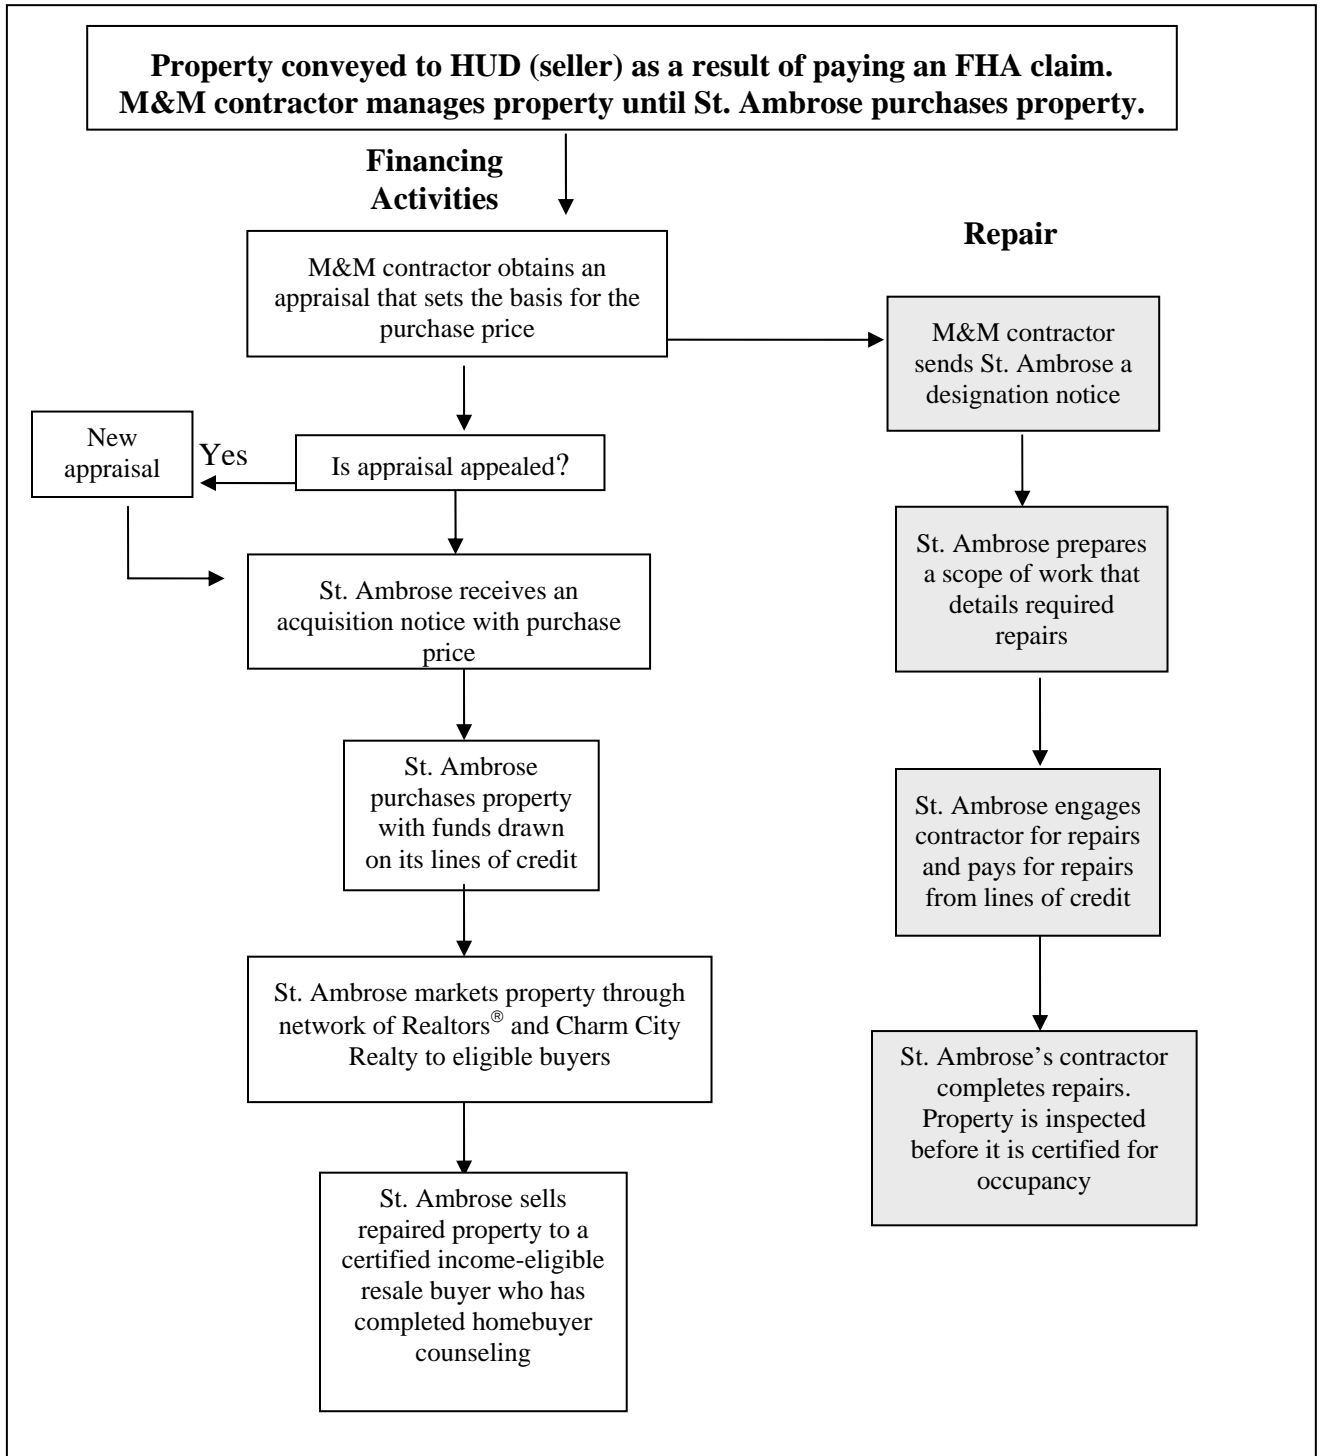 Property conveyed to HUD (seller) as a result of paying an FHA claim.
M&M contractor manages property until St. Ambrose purchases property.
Financing
Activities
M&M contractor obtains an
appraisal that sets the basis for the
purchase price
Is appraisal appealed?
Yes
New
appraisal
St. Ambrose receives an
acquisition notice with purchase
price
St. Ambrose
purchases property
with funds drawn
on its lines of credit
St. Ambrose markets property through
network of Realtors® and Charm City
Realty to eligible buyers
St. Ambrose sells
repaired property to a
certified income-eligible
resale buyer who has
completed homebuyer
counseling
Repair
M&M contractor
sends St. Ambrose a
designation notice
St. Ambrose prepares
a scope of work that
details required
repairs
St. Ambrose engages
contractor for repairs
and pays for repairs
from lines of credit
St. Ambrose’s contractor
completes repairs.
Property is inspected
before it is certified for
occupancy